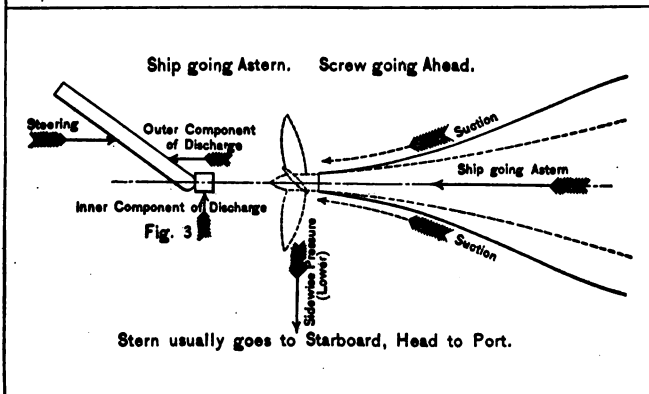 Ship going Astern. Screw going Ahead.
Steering
Outer Component
of Discharge
Suction
Ship going Astern
Inner Component of Discharge
Fig. 3
Sidewise Pressure
(Lower)
Suction
Stern usually goes to Starboard, Head to Port.